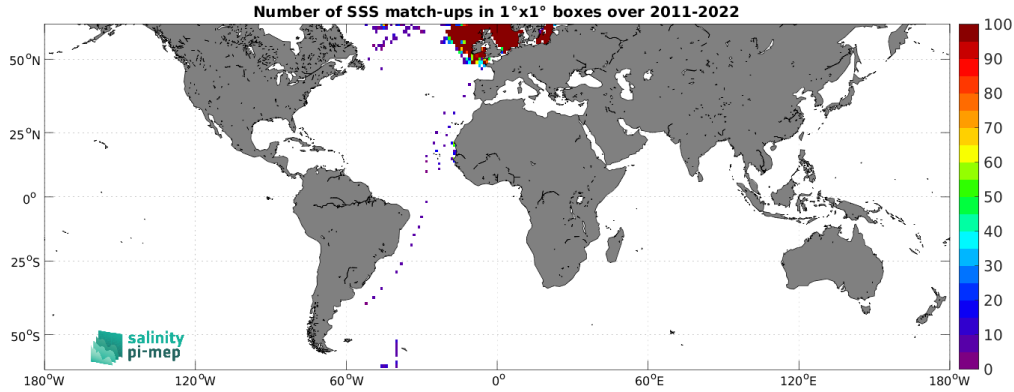 Number of SSS match-ups in 1°x1° boxes over 2011-2022
50°N
25°N
0°
25°S
50°S
180°W
120°W
60°W
0°
60°E
120°E
180°W
100
90
80
70
60
50
40
30
20
10
0
salinity
pi-mep